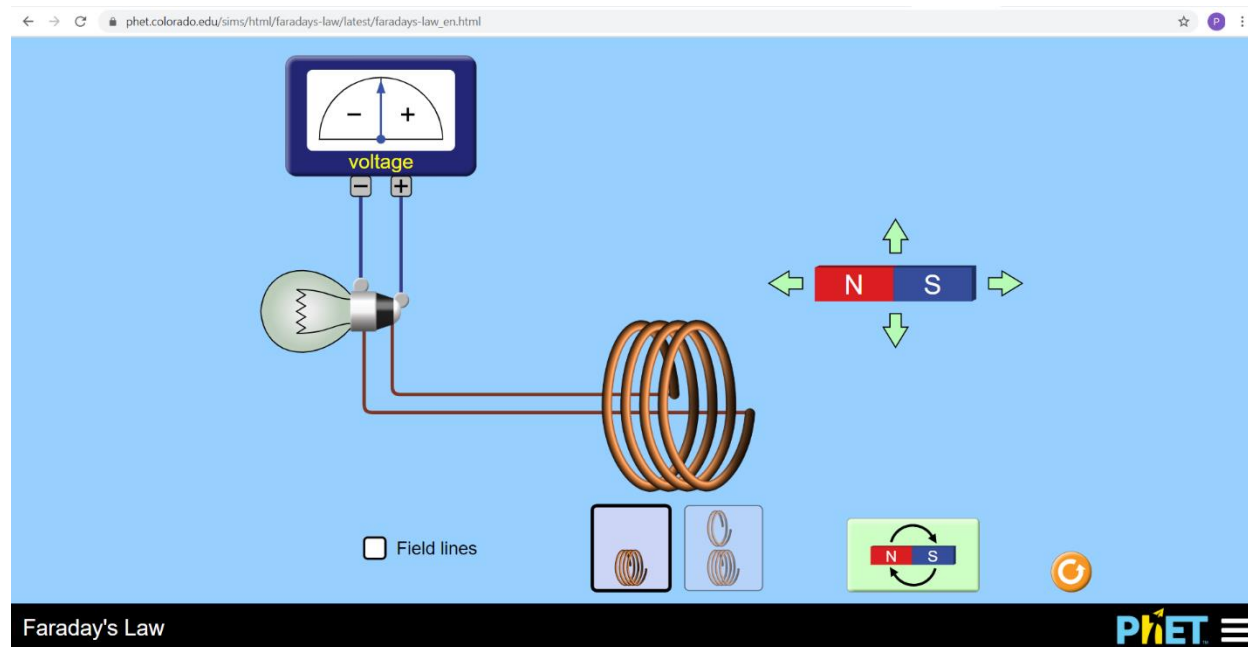 phet.colorado.edu/sims/html/faradays-law/latest/faradays-law_en.html
P
− +
voltage
− +
N S
Field lines
N S
Faraday's Law
PhET